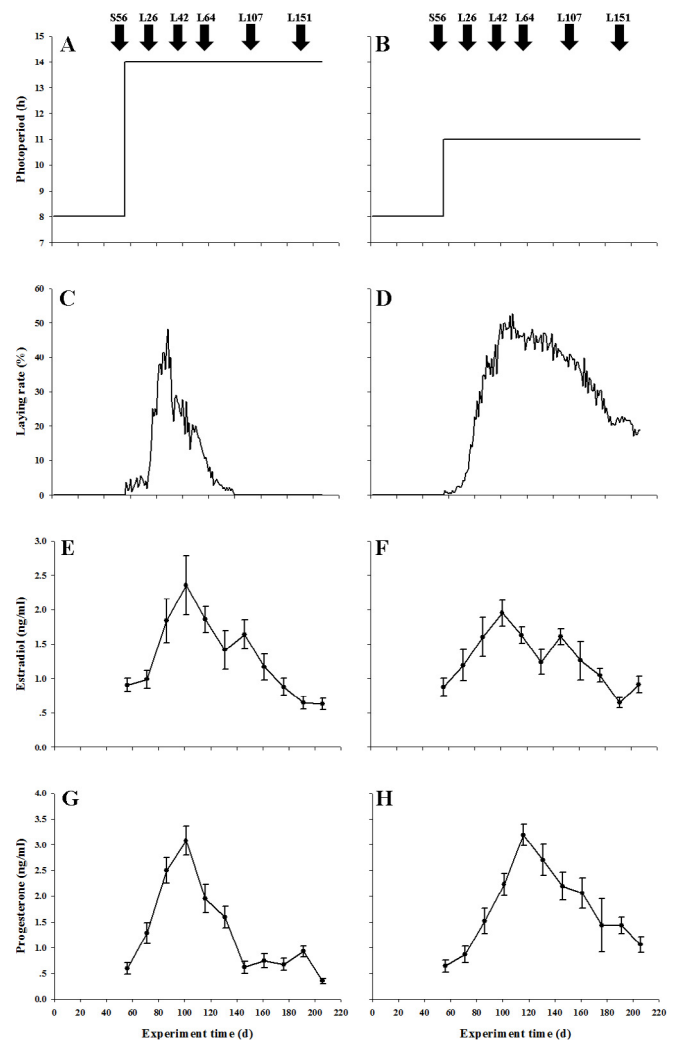 S56 L26 L42 L64 L107 L151
S56 L26 L42 L64 L107 L151
A
B
Photoperiod (h)
15
14
13
12
11
10
9
8
7
C
D
Laying rate (%)
60
50
40
30
20
10
0
E
F
Estradiol (ng/ml)
3.0
2.5
2.0
1.5
1.0
.5
0.0
G
H
Progesterone (ng/ml)
4.0
3.5
3.0
2.5
2.0
1.5
1.0
.5
0.0
0 20 40 60 80 100 120 140 160 180 200 220
0 20 40 60 80 100 120 140 160 180 200 220
Experiment time (d)
Experiment time (d)